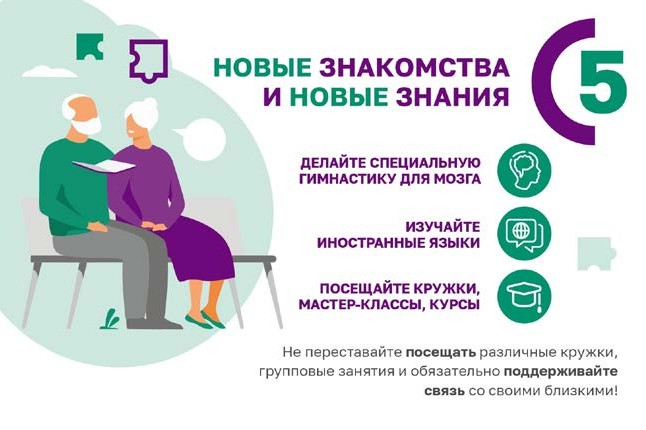 НОВЫЕ ЗНАКОМСТВА
И НОВЫЕ ЗНАНИЯ
5
ДЕЛАЙТЕ СПЕЦИАЛЬНУЮ
ГИМНАСТИКУ ДЛЯ МОЗГА
ИЗУЧАЙТЕ
ИНОСТРАННЫЕ ЯЗЫКИ
ПОСЕЩАЙТЕ КРУЖКИ,
МАСТЕР-КЛАССЫ, КУРСЫ
Не переставайте посещать различные кружки,
групповые занятия и обязательно поддерживайте
связь со своими близкими!